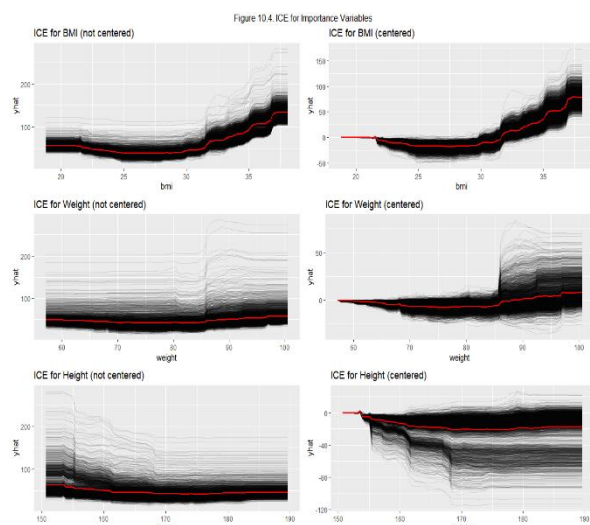 Figure 10.4. ICE for Importance Variables
ICE for BMI (not centered)
yhat
200
100
20
25
30
35
bmi
ICE for BMI (centered)
yhat
150
100
50
0
-50
20
25
30
35
bmi
ICE for Weight (not centered)
yhat
200
100
60
70
80
90
100
weight
ICE for Weight (centered)
yhat
50
0
60
70
80
90
100
weight
ICE for Height (not centered)
yhat
200
100
150
160
170
180
190
ICE for Height (centered)
yhat
0
-40
-80
-120
150
160
170
180
190